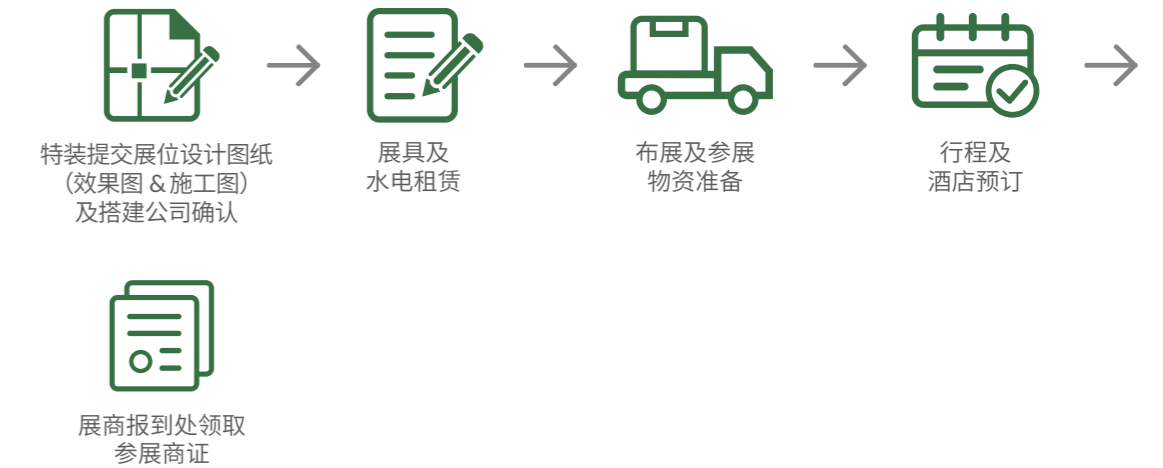 特装提交展位设计图纸
（效果图 & 施工图）
及搭建公司确认
展具及
水电租赁
布展及参展
物资准备
行程及
酒店预订
展商报到处领取
参展商证